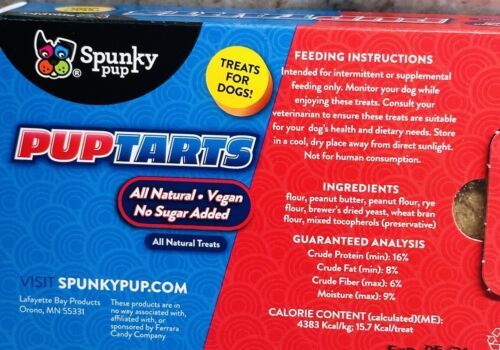 Spunky
pup®
TREATS
FOR
DOGS!
PUPTARTS
All Natural • Vegan
No Sugar Added
All Natural Treats
VISIT SPUNKYPUP.COM
Lafayette Bay Products
Orono, MN 55331
These products are in
no way associated with,
affiliated with, or
sponsored by Ferrara
Candy Company
FEEDING INSTRUCTIONS
Intended for intermittent or supplemental
feeding only. Monitor your dog while
enjoying these treats. Consult your
veterinarian to ensure these treats are suitable
for your dog's health and dietary needs. Store
in a cool, dry place away from direct sunlight.
Not for human consumption.
INGREDIENTS
flour, peanut butter, peanut flour, rye
flour, brewer's dried yeast, wheat bran
flour, mixed tocopherols (preservative)
GUARANTEED ANALYSIS
Crude Protein (min): 16%
Crude Fat (min): 8%
Crude Fiber (max): 6%
Moisture (max): 9%
CALORIE CONTENT (calculated)(ME):
4383 Kcal/kg; 15.7 Kcal/treat